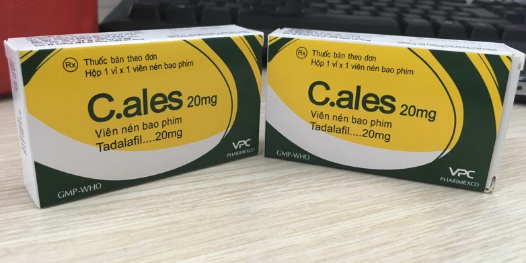 Rx Thuốc bán theo đơn
Hộp 1 vỉ x 1 viên nén bao phim
C.ales 20mg
Viên nén bao phim
Tadalafil....20mg
GMP-WHO
VPC
PHARIMEXCO
Rx Thuốc bán theo đơn
Hộp 1 vỉ x 1 viên nén bao phim
C.ales 20mg
Viên nén bao phim
Tadalafil....20mg
GMP-WHO
VPC
PHARIMEXCO